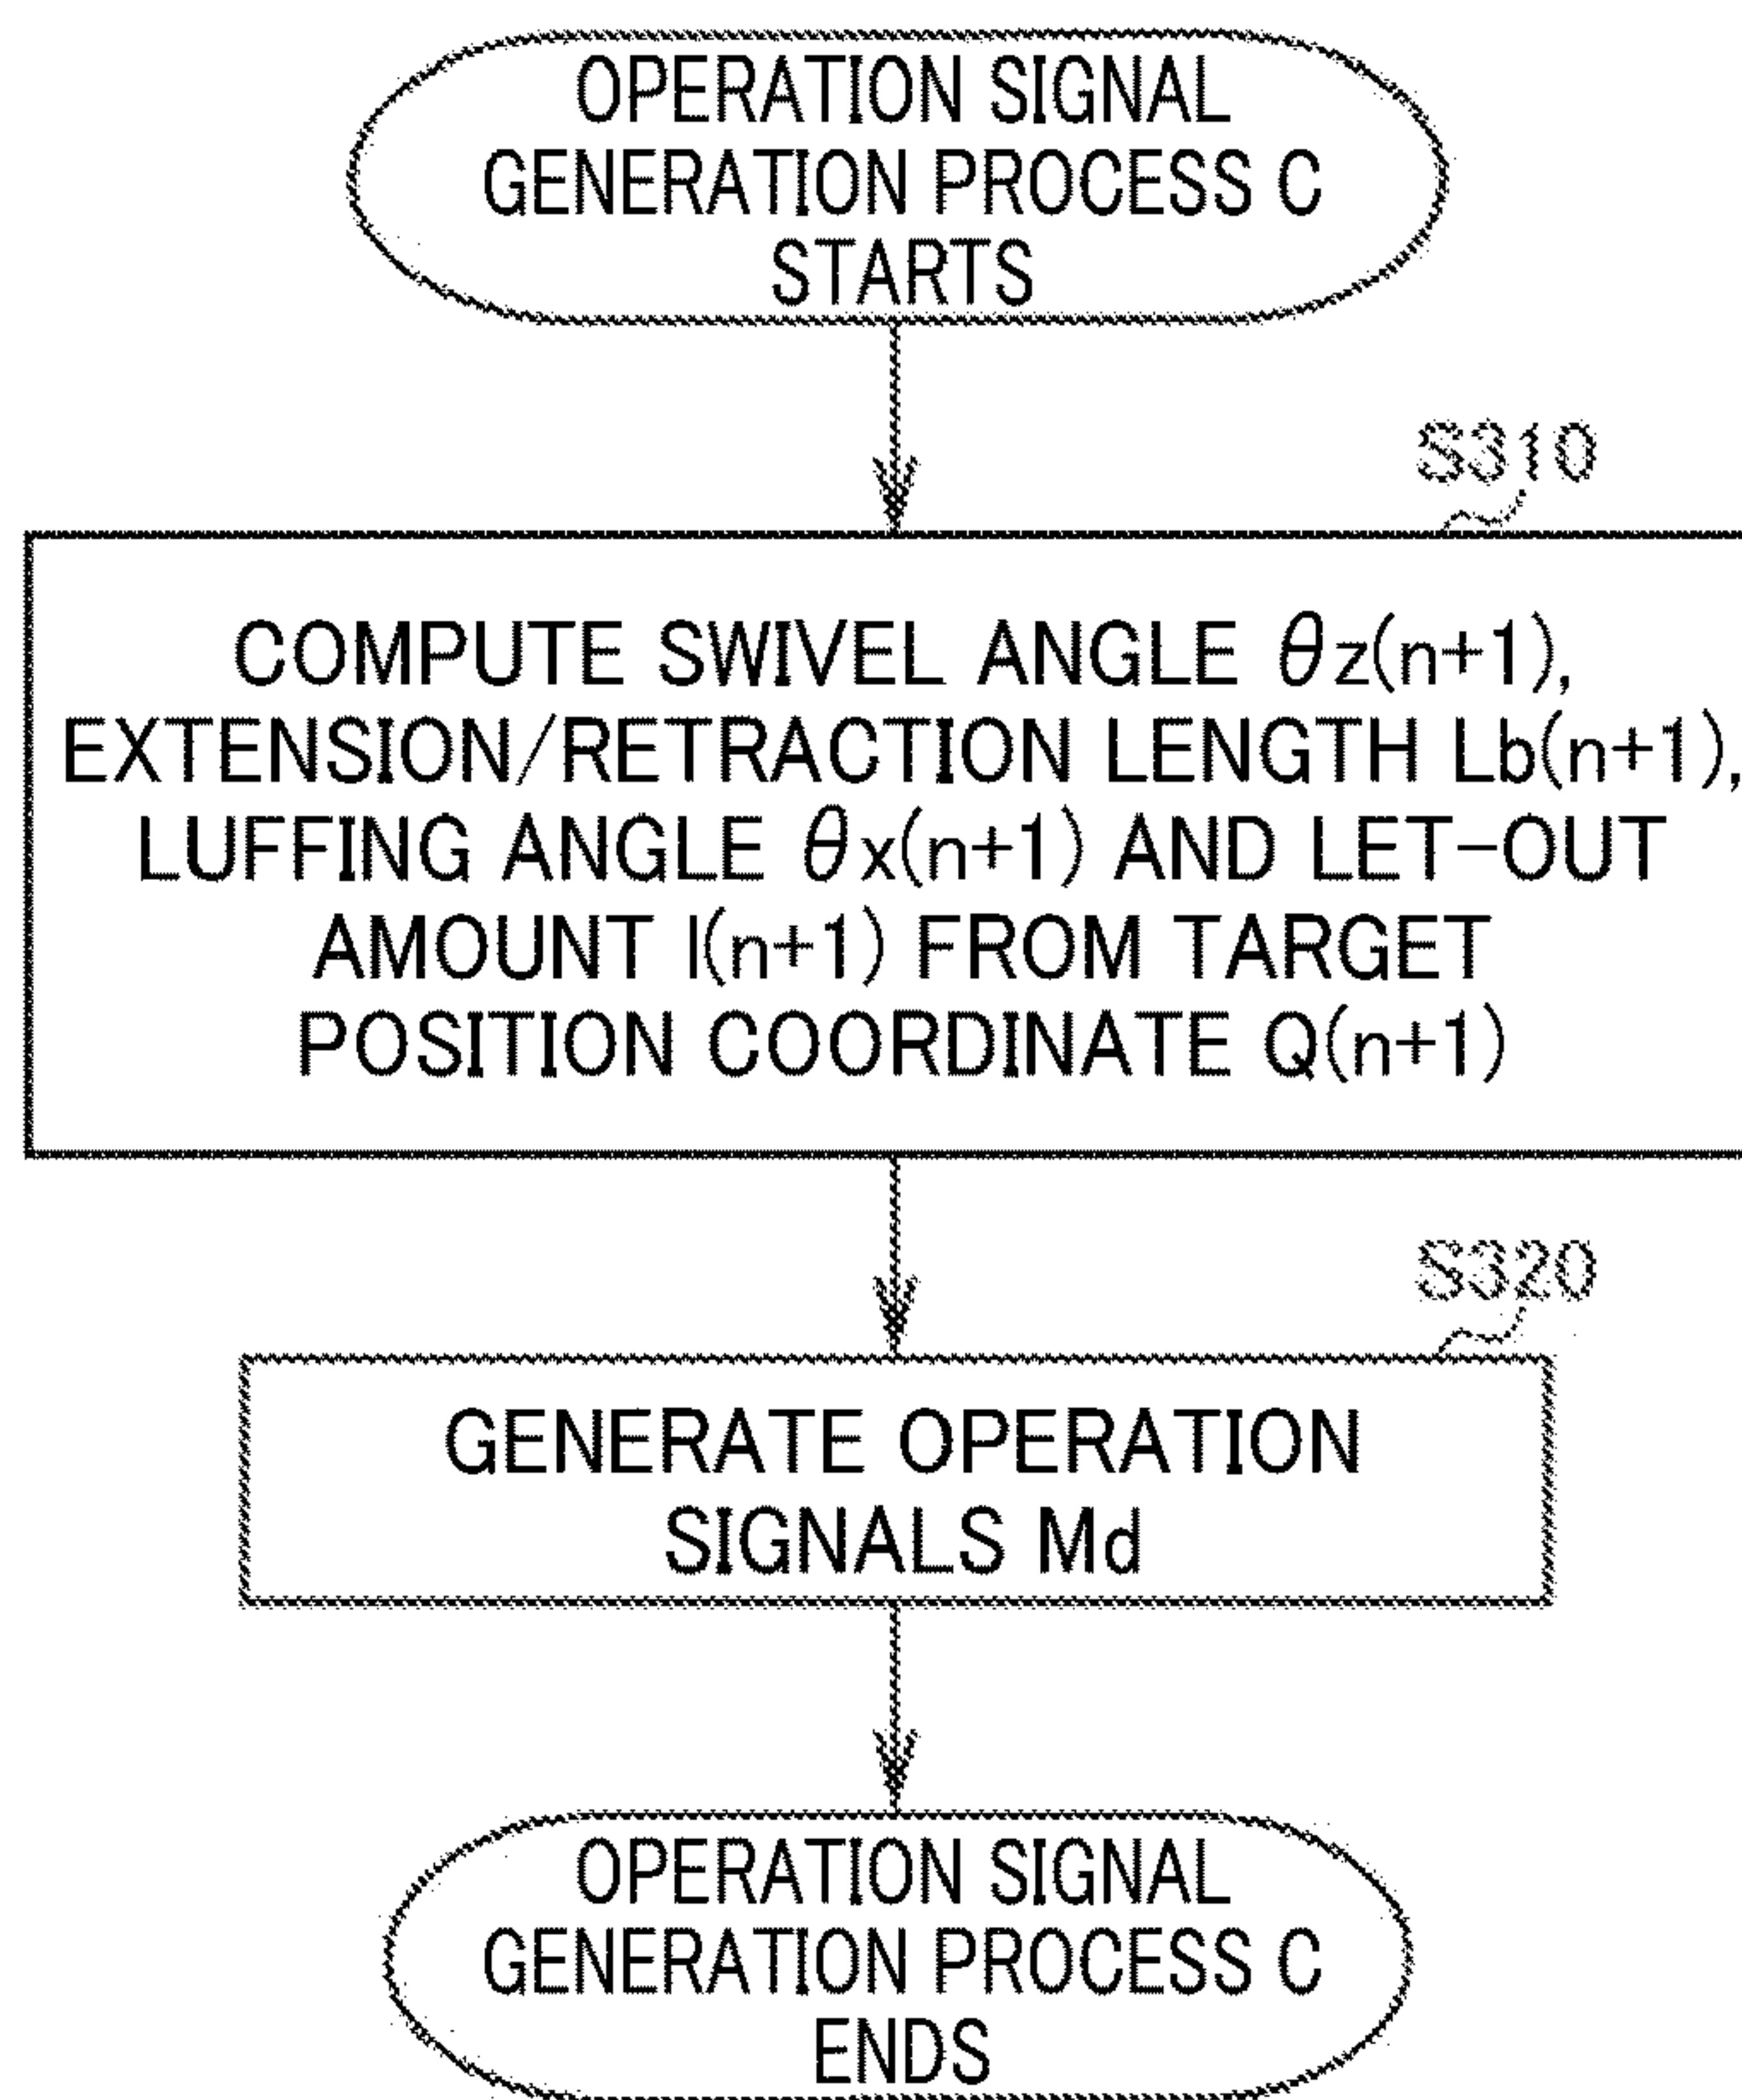 OPERATION SIGNAL
GENERATION PROCESS C
STARTS
S310
COMPUTE SWIVEL ANGLE θz(n+1),
EXTENSION/RETRACTION LENGTH Lb(n+1),
LUFFING ANGLE θx(n+1) AND LET-OUT
AMOUNT l(n+1) FROM TARGET
POSITION COORDINATE Q(n+1)
S320
GENERATE OPERATION
SIGNALS Md
OPERATION SIGNAL
GENERATION PROCESS C
ENDS